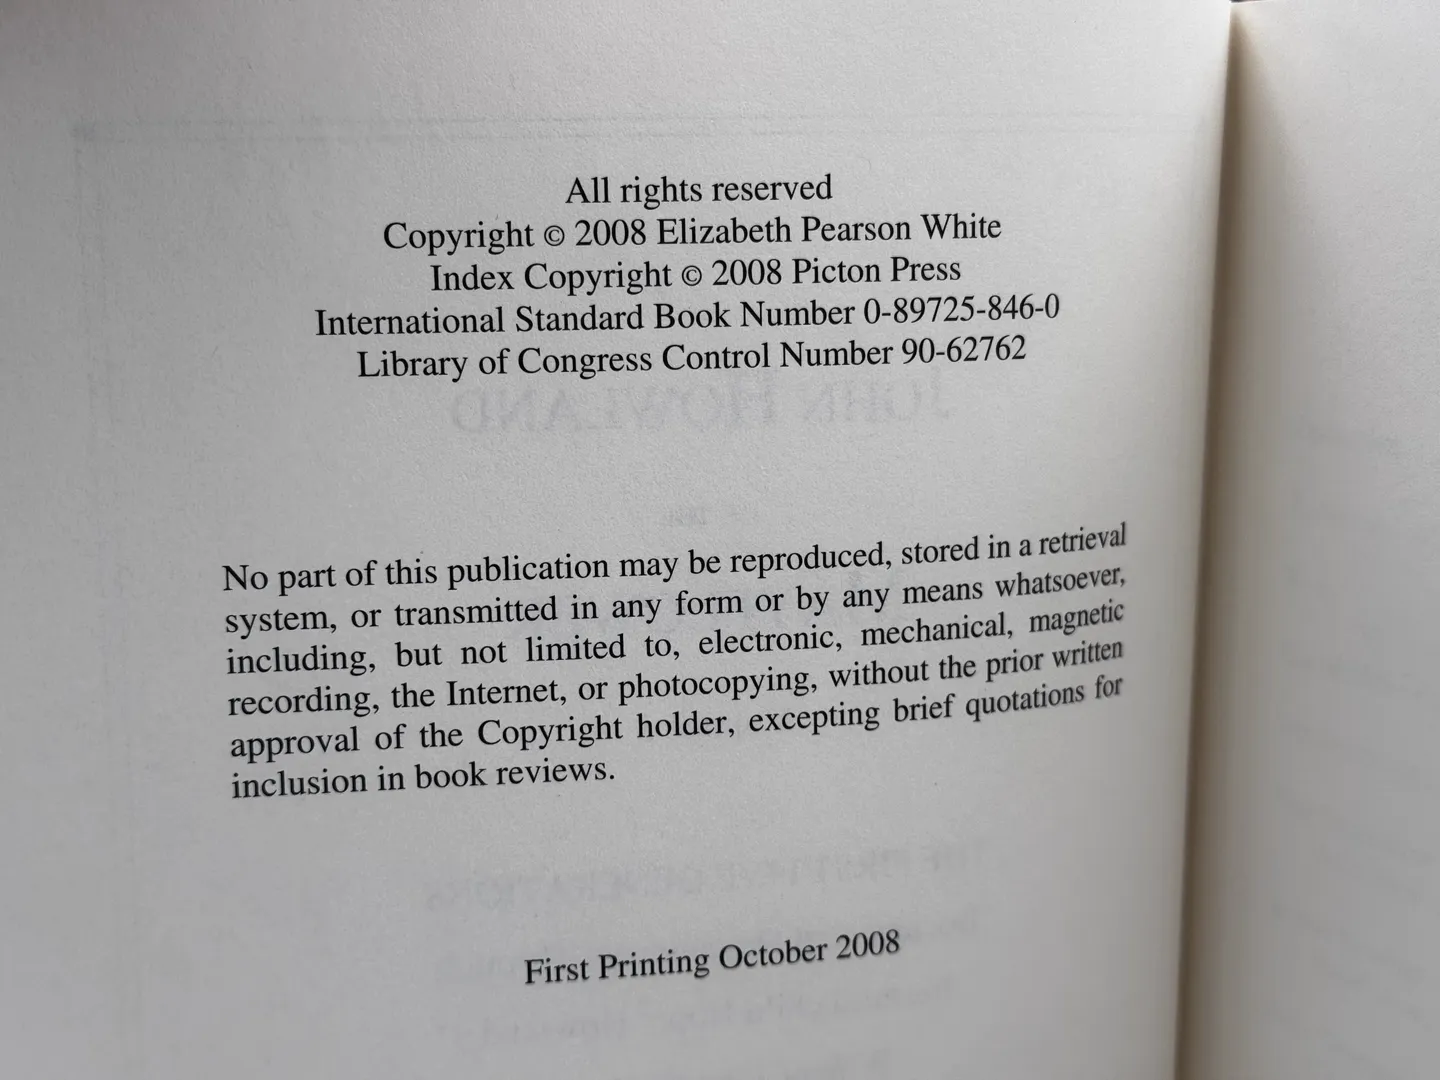 All rights reserved
Copyright © 2008 Elizabeth Pearson White
Index Copyright © 2008 Picton Press
International Standard Book Number 0-89725-846-0
Library of Congress Control Number 90-62762
JOHN HOWLAND
No part of this publication may be reproduced, stored in a retrieval
system, or transmitted in any form or by any means whatsoever,
including, but not limited to, electronic, mechanical, magnetic
recording, the Internet, or photocopying, without the prior written
approval of the Copyright holder, excepting brief quotations for
inclusion in book reviews.
First Printing October 2008